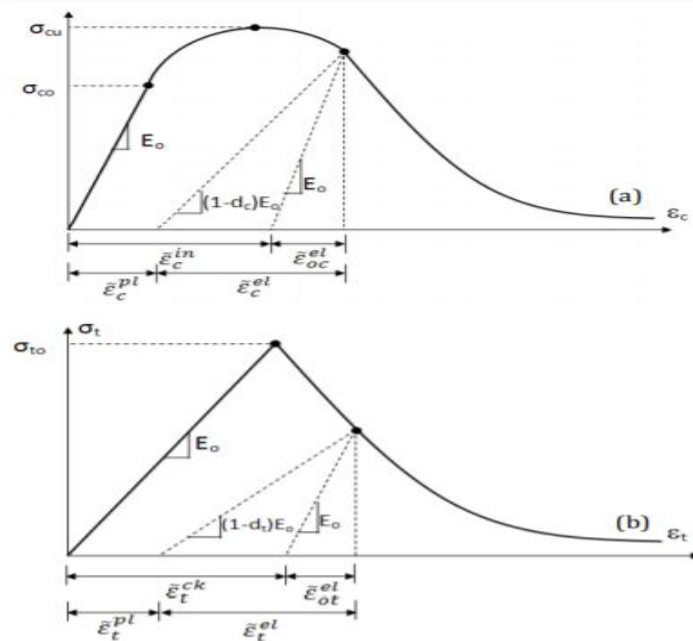 σcu
σco
Eo
(1-dc)Eo
Eo
(a)
εc
ε̃c^in
ε̃oc^el
ε̃c^pl
ε̃c^el
σt
σto
Eo
(1-dt)Eo
Eo
(b)
εt
ε̃t^ck
ε̃ot^el
ε̃t^pl
ε̃t^el